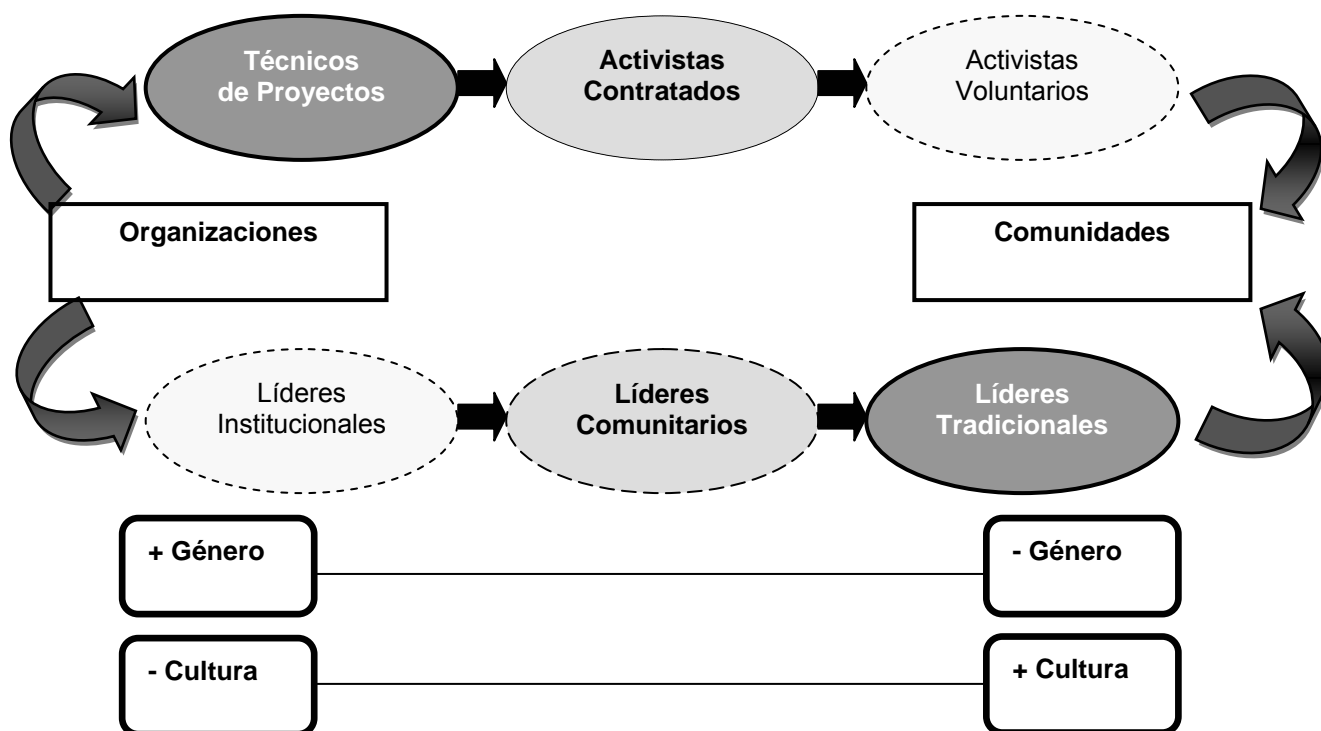 Técnicos
de Proyectos
Activistas
Contratados
Activistas
Voluntarios
Organizaciones
Comunidades
Líderes
Institucionales
Líderes
Comunitarios
Líderes
Tradicionales
+ Género
- Género
- Cultura
+ Cultura